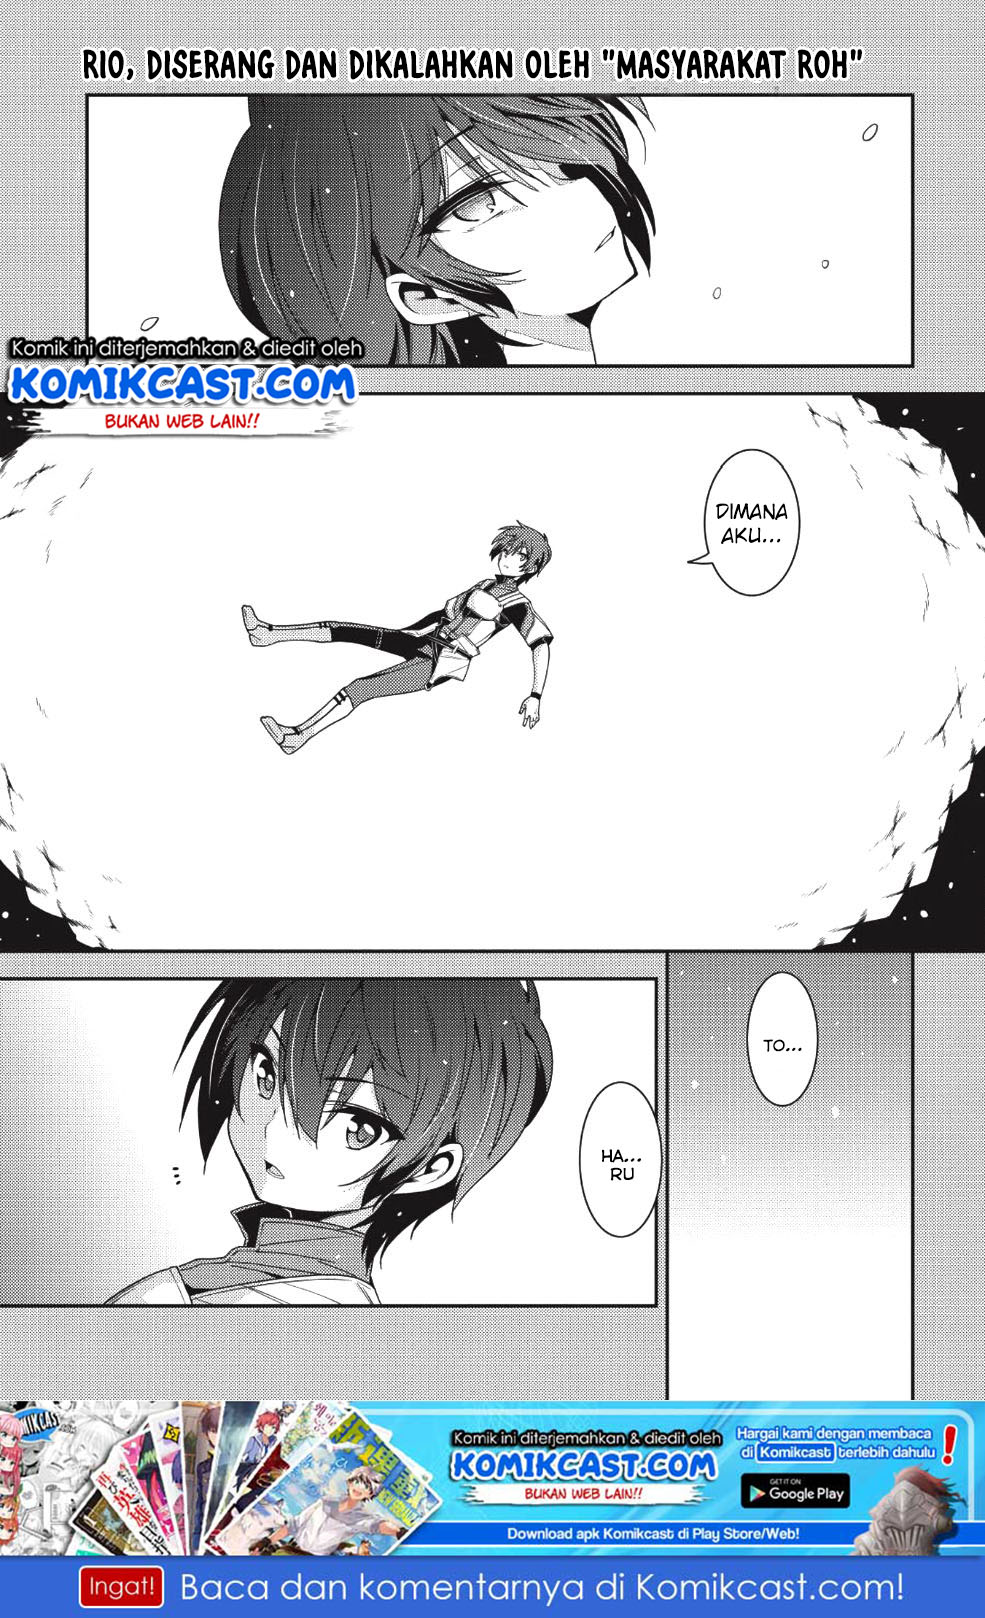 RIO, DISERANG DAN DIKALAHKAN OLEH "MASYARAKAT ROH"
Komik ini diterjemahkan & diedit oleh
KOMIKCAST.COM
BUKAN WEB LAIN!!
DIMANA
AKU...
TO...
HA...
RU
Komik ini diterjemahkan & diedit oleh
KOMIKCAST.COM
BUKAN WEB LAIN!!
Hargai kami dengan membaca
di Komikcast terlebih dahulu !
GET IT ON
Google Play
Download apk Komikcast di Play Store/Web!
Ingat! Baca dan komentarnya di Komikcast.com!